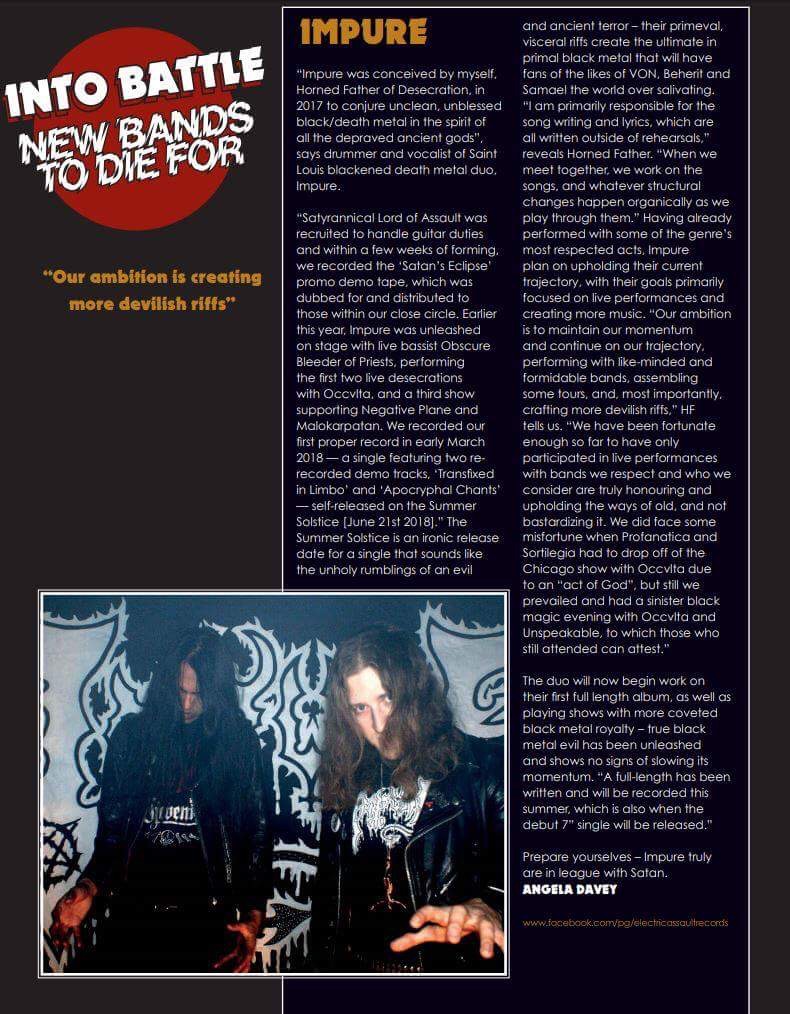 INTO BATTLE
NEW BANDS
TO DIE FOR
“Our ambition is creating
more devilish riffs”
IMPURE
“Impure was conceived by myself,
Horned Father of Desecration, in
2017 to conjure unclean, unblessed
black/death metal in the spirit of
all the depraved ancient gods”,
says drummer and vocalist of Saint
Louis blackened death metal duo,
Impure.
“Satyrannical Lord of Assault was
recruited to handle guitar duties
and within a few weeks of forming,
we recorded the ‘Satan’s Eclipse’
promo demo tape, which was
dubbed for and distributed to
those within our close circle. Earlier
this year, Impure was unleashed
on stage with live bassist Obscure
Bleeder of Priests, performing
the first two live desecrations
with Occvlta, and a third show
supporting Negative Plane and
Malokarpatan. We recorded our
first proper record in early March
2018 — a single featuring two re-
recorded demo tracks, ‘Transfixed
in Limbo’ and ‘Apocryphal Chants’
— self-released on the Summer
Solstice [June 21st 2018].” The
Summer Solstice is an ironic release
date for a single that sounds like
the unholy rumblings of an evil
and ancient terror – their primeval,
visceral riffs create the ultimate in
primal black metal that will have
fans of the likes of VON, Beherit and
Samael the world over salivating.
“I am primarily responsible for the
song writing and lyrics, which are
all written outside of rehearsals,”
reveals Horned Father. “When we
meet together, we work on the
songs, and whatever structural
changes happen organically as we
play through them.” Having already
performed with some of the genre’s
most respected acts, Impure
plan on upholding their current
trajectory, with their goals primarily
focused on live performances and
creating more music. “Our ambition
is to maintain our momentum
and continue on our trajectory,
performing with like-minded and
formidable bands, assembling
some tours, and, most importantly,
crafting more devilish riffs,” HF
tells us. “We have been fortunate
enough so far to have only
participated in live performances
with bands we respect and who we
consider are truly honouring and
upholding the ways of old, and not
bastardizing it. We did face some
misfortune when Profanatica and
Sortilegia had to drop off of the
Chicago show with Occvlta due
to an “act of God”, but still we
prevailed and had a sinister black
magic evening with Occvlta and
Unspeakable, to which those who
still attended can attest.”
The duo will now begin work on
their first full length album, as well as
playing shows with more coveted
black metal royalty – true black
metal evil has been unleashed
and shows no signs of slowing its
momentum. “A full-length has been
written and will be recorded this
summer, which is also when the
debut 7” single will be released.”
Prepare yourselves – Impure truly
are in league with Satan.
ANGELA DAVEY
www.facebook.com/pg/electricassaultrecords